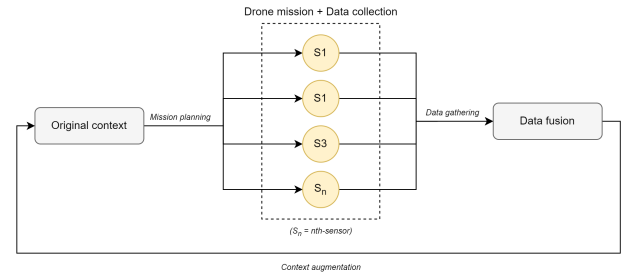 Drone mission + Data collection
S1
S1
Original context
Mission planning
Data gathering
Data fusion
S3
Sn
(Sn = nth-sensor)
Context augmentation